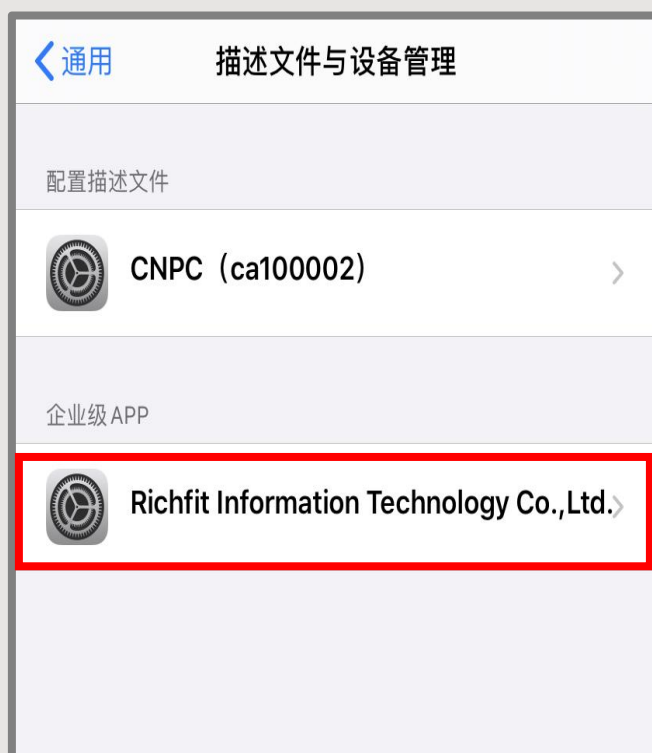 通用 描述文件与设备管理
配置描述文件
CNPC（ca100002）
企业级APP
Richfit Information Technology Co.,Ltd.